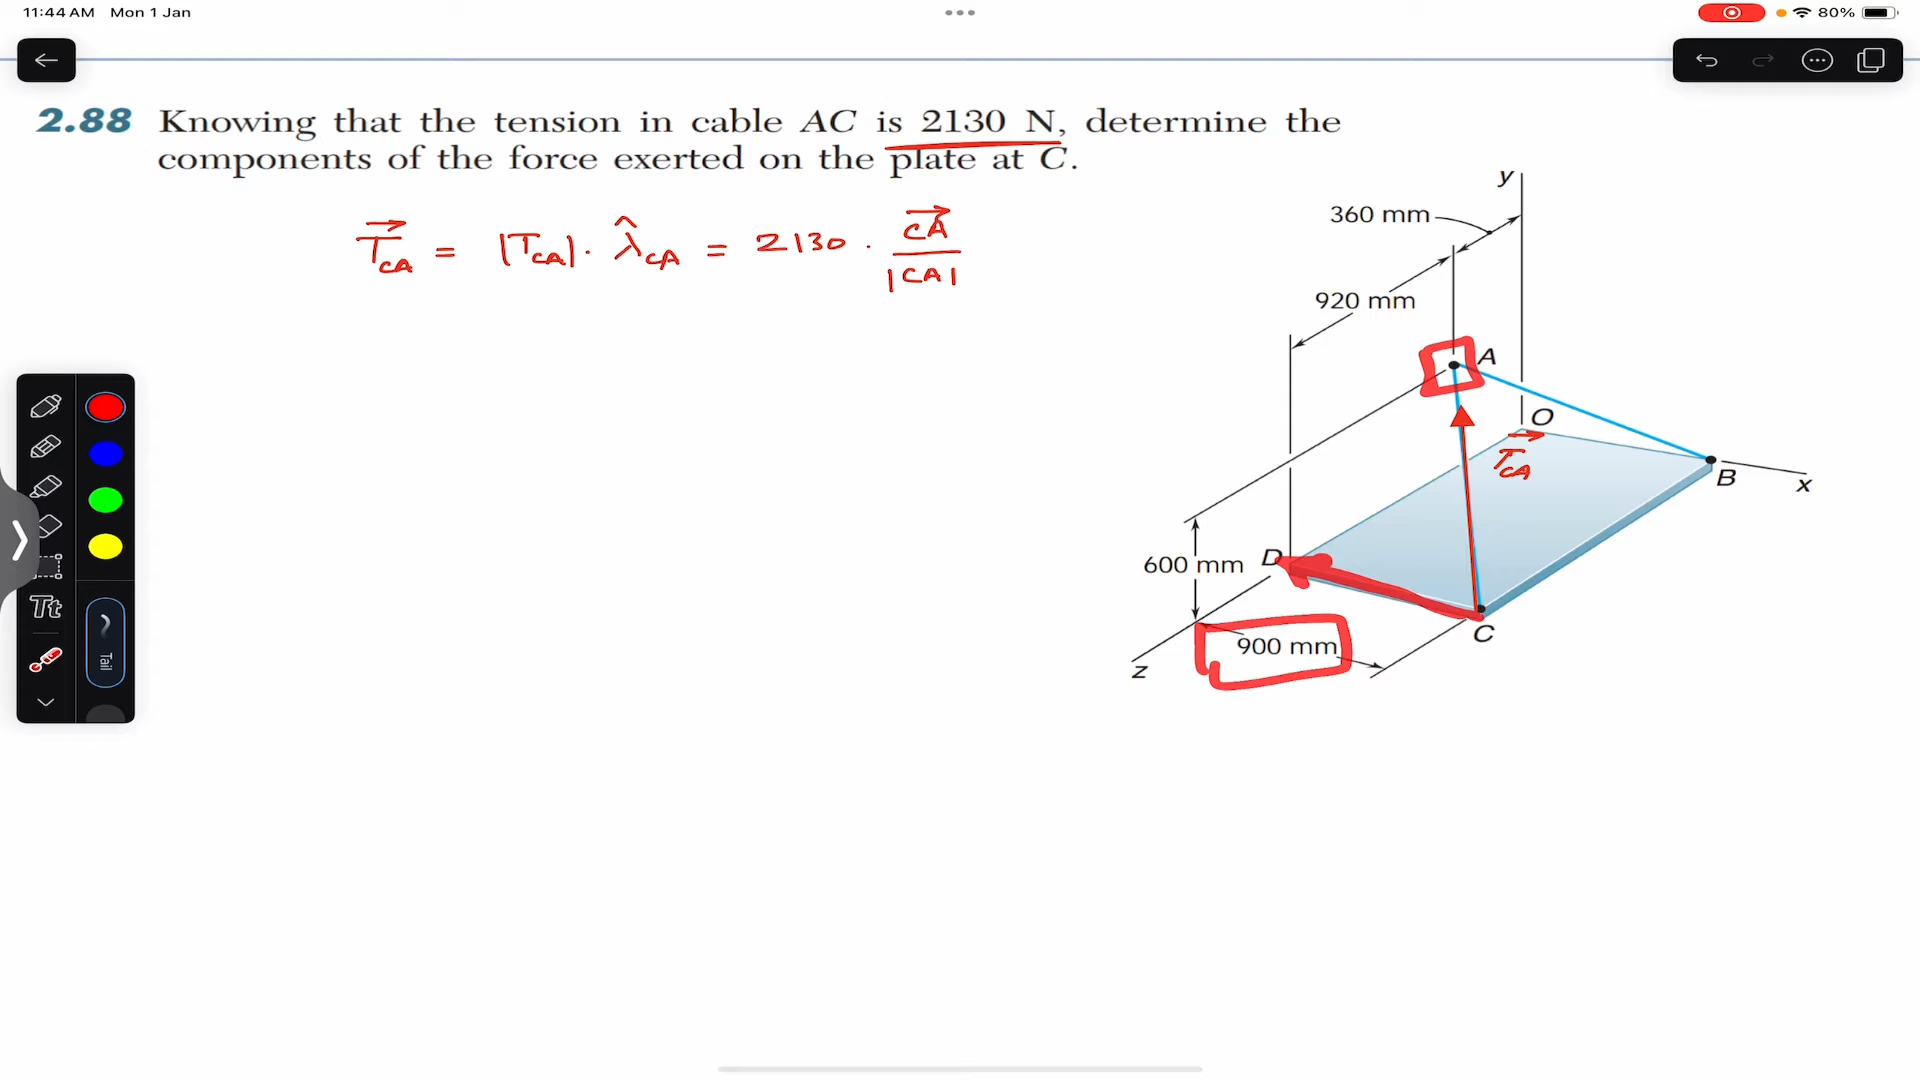 11:44 AM Mon 1 Jan
80%
2.88 Knowing that the tension in cable AC is 2130 N, determine the
components of the force exerted on the plate at C.
T⃗CA = |TCA| · λ̂CA = 2130 · CA⃗ / |CA|
y
360 mm
920 mm
A
O
T⃗CA
B
x
600 mm
D
900 mm
C
z
Tt
Tail